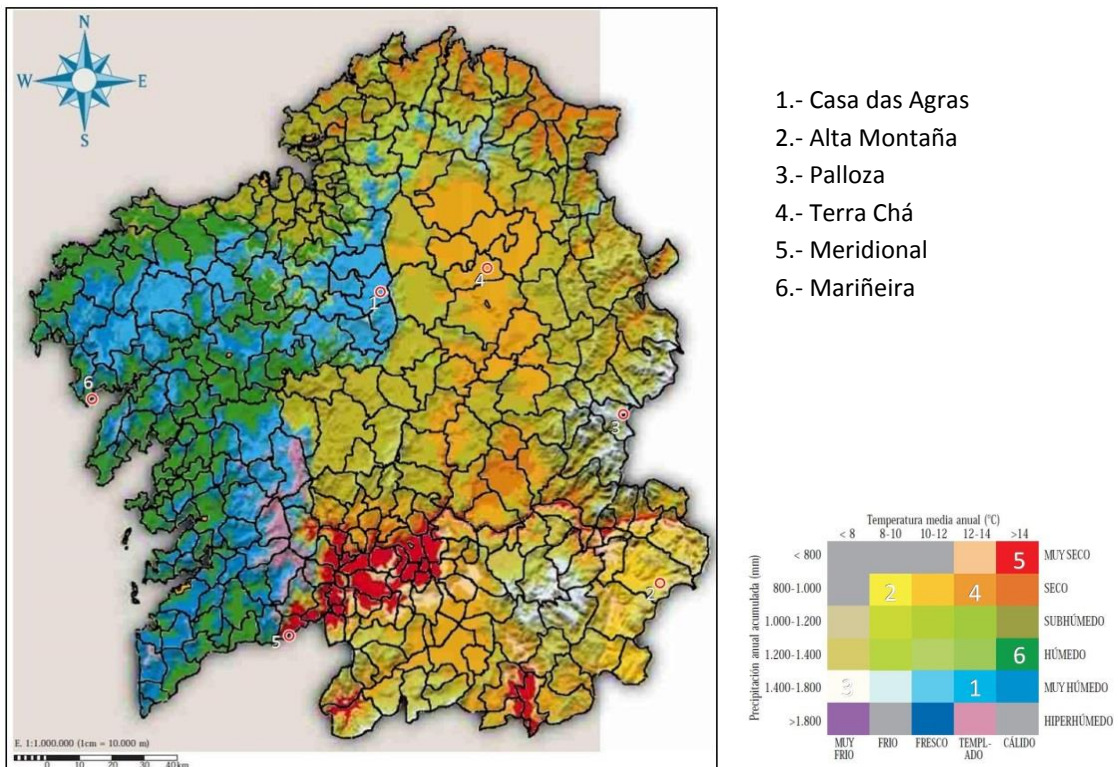 N
W E
S
1.- Casa das Agras
2.- Alta Montaña
3.- Palloza
4.- Terra Chá
5.- Meridional
6.- Mariñeira
4
1
6
3
2
5
E. 1:1.000.000 (1cm = 10.000 m)
0 10 20 30 40 km
Temperatura media anual (°C)
< 8 8-10 10-12 12-14 >14
Precipitación anual acumulada (mm)
< 800 5 MUY SECO
800-1.000 2 4 SECO
1.000-1.200 SUBHÚMEDO
1.200-1.400 6 HÚMEDO
1.400-1.800 3 1 MUY HÚMEDO
>1.800 HIPERHÚMEDO
MUY FRIO FRESCO TEMPL- CÁLIDO
FRIO ADO